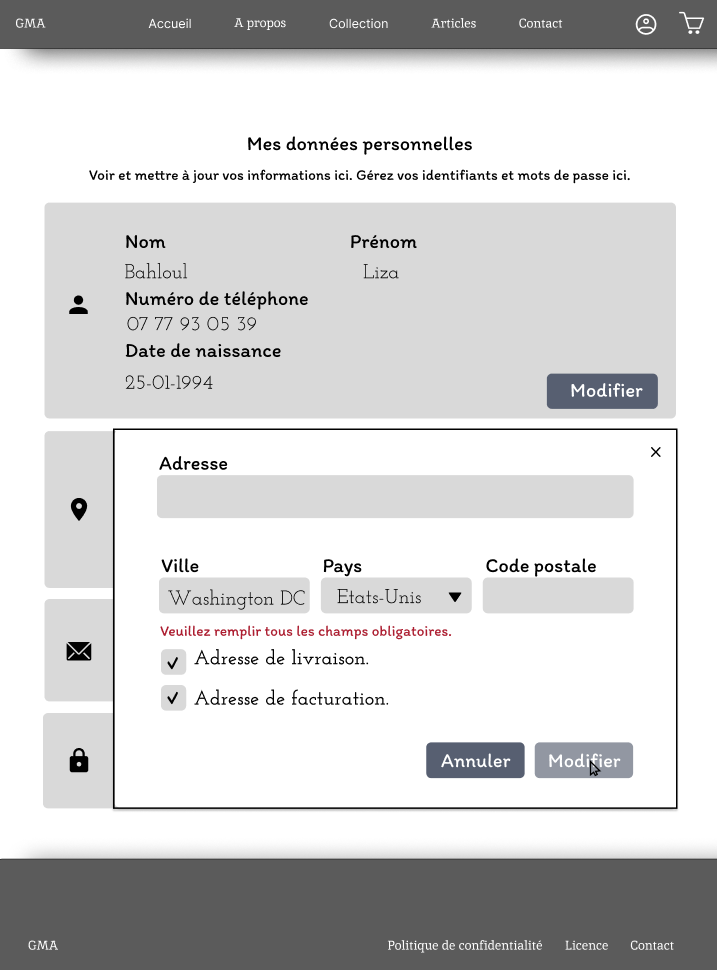 GMA Accueil A propos Collection Articles Contact
Mes données personnelles
Voir et mettre à jour vos informations ici. Gérez vos identifiants et mots de passe ici.
Nom Prénom
Bahloul Liza
Numéro de téléphone
07 77 93 05 39
Date de naissance
25-01-1994
Modifier
Adresse
Ville Pays Code postale
Washington DC Etats-Unis
Veuillez remplir tous les champs obligatoires.
Adresse de livraison.
Adresse de facturation.
Annuler Modifier
GMA Politique de confidentialité Licence Contact